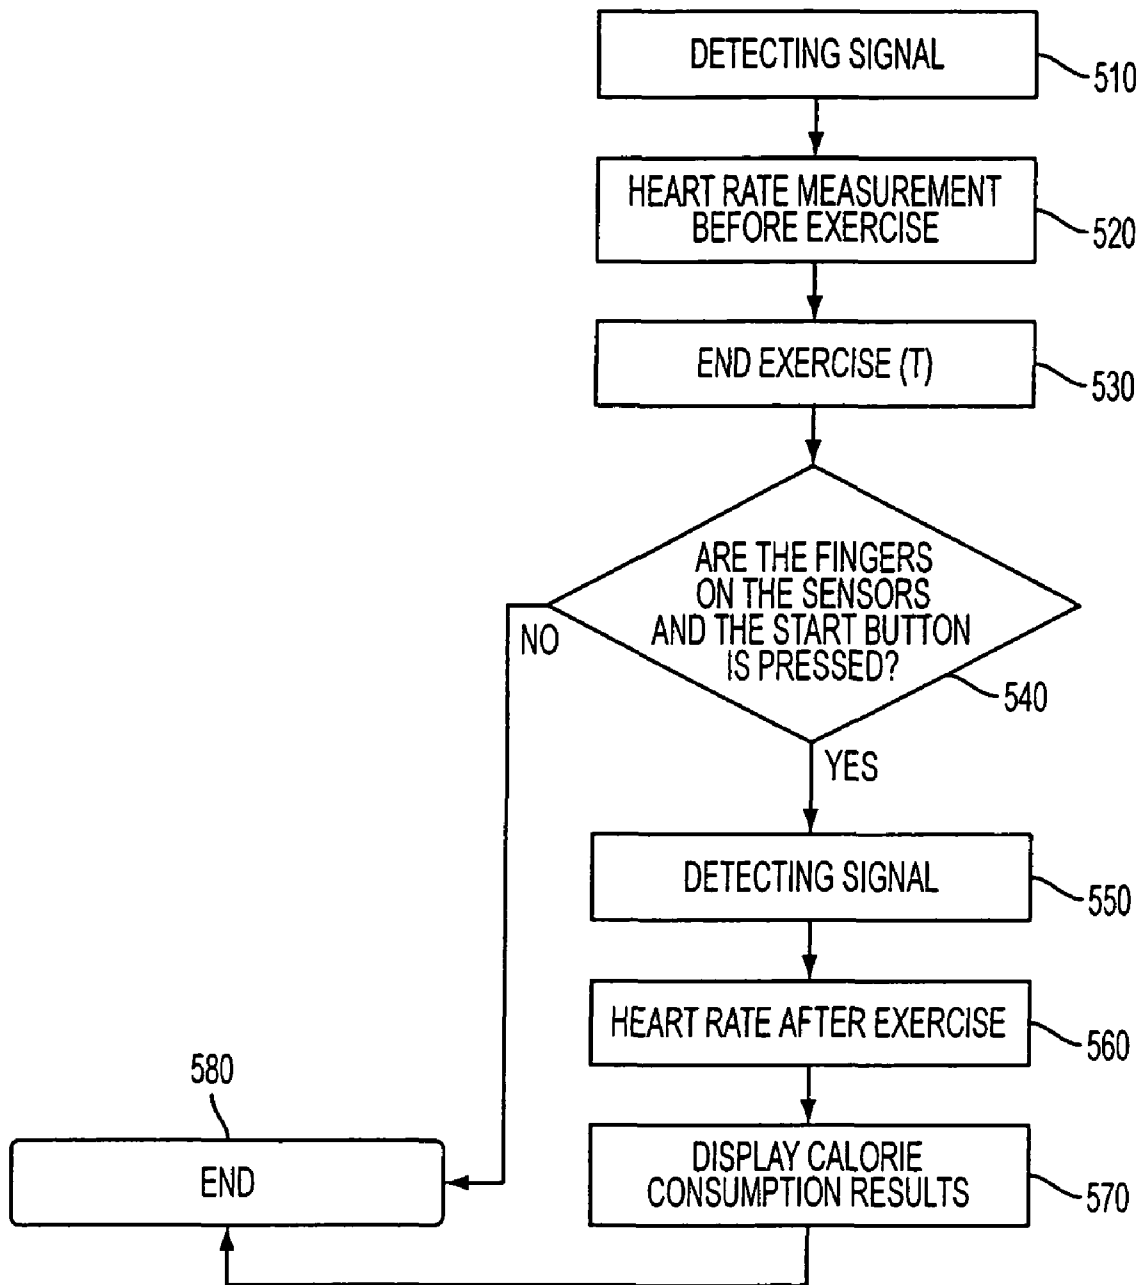 DETECTING SIGNAL
510
HEART RATE MEASUREMENT
BEFORE EXERCISE
520
END EXERCISE (T)
530
ARE THE FINGERS
ON THE SENSORS
AND THE START BUTTON
IS PRESSED?
540
NO
YES
DETECTING SIGNAL
550
HEART RATE AFTER EXERCISE
560
DISPLAY CALORIE
CONSUMPTION RESULTS
570
580
END